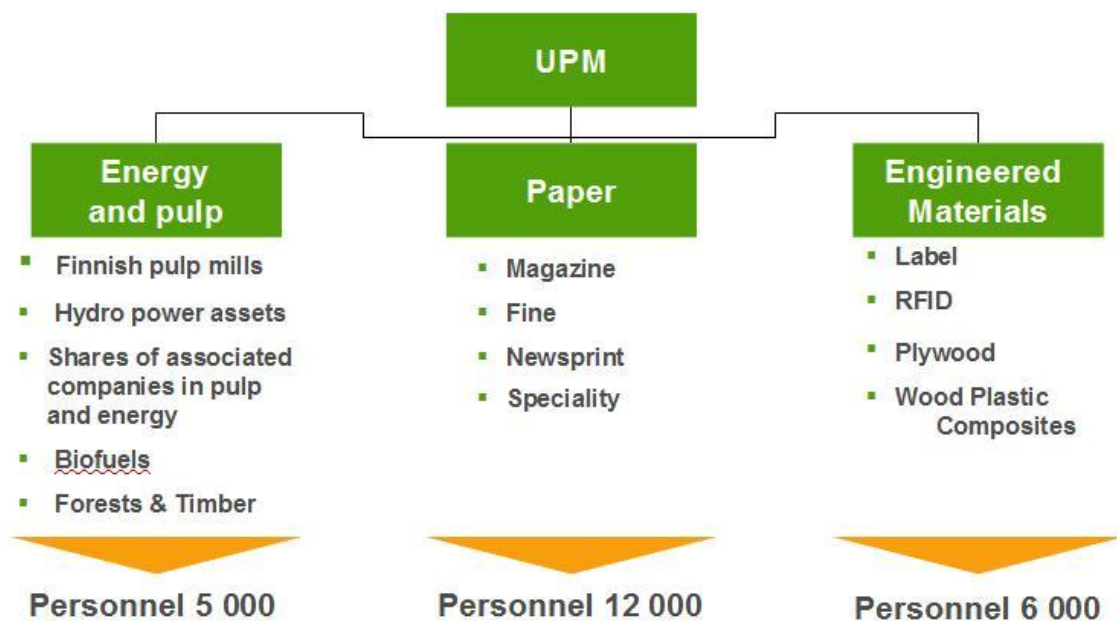 UPM
Energy
and pulp
Finnish pulp mills
Hydro power assets
Shares of associated
companies in pulp
and energy
Biofuels
Forests & Timber
Personnel 5 000
Paper
Magazine
Fine
Newsprint
Speciality
Personnel 12 000
Engineered
Materials
Label
RFID
Plywood
Wood Plastic
Composites
Personnel 6 000